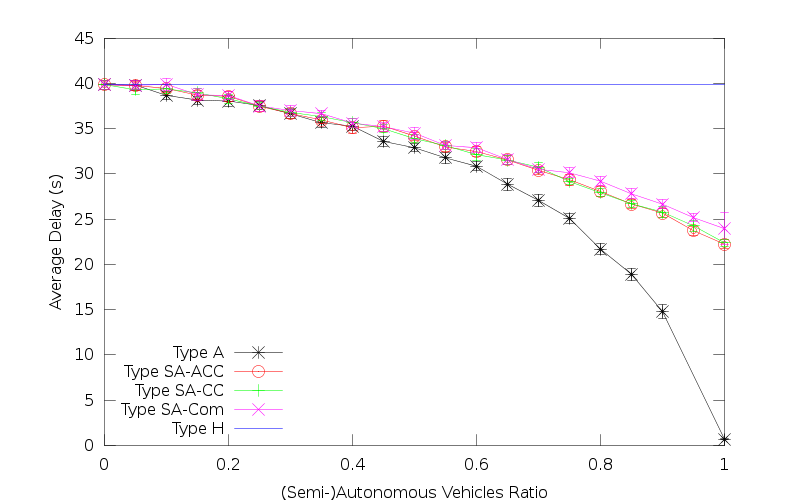 45
40
35
30
25
20
15
10
5
0
Average Delay (s)
Type A
Type SA-ACC
Type SA-CC
Type SA-Com
Type H
0 0.2 0.4 0.6 0.8 1
(Semi-)Autonomous Vehicles Ratio